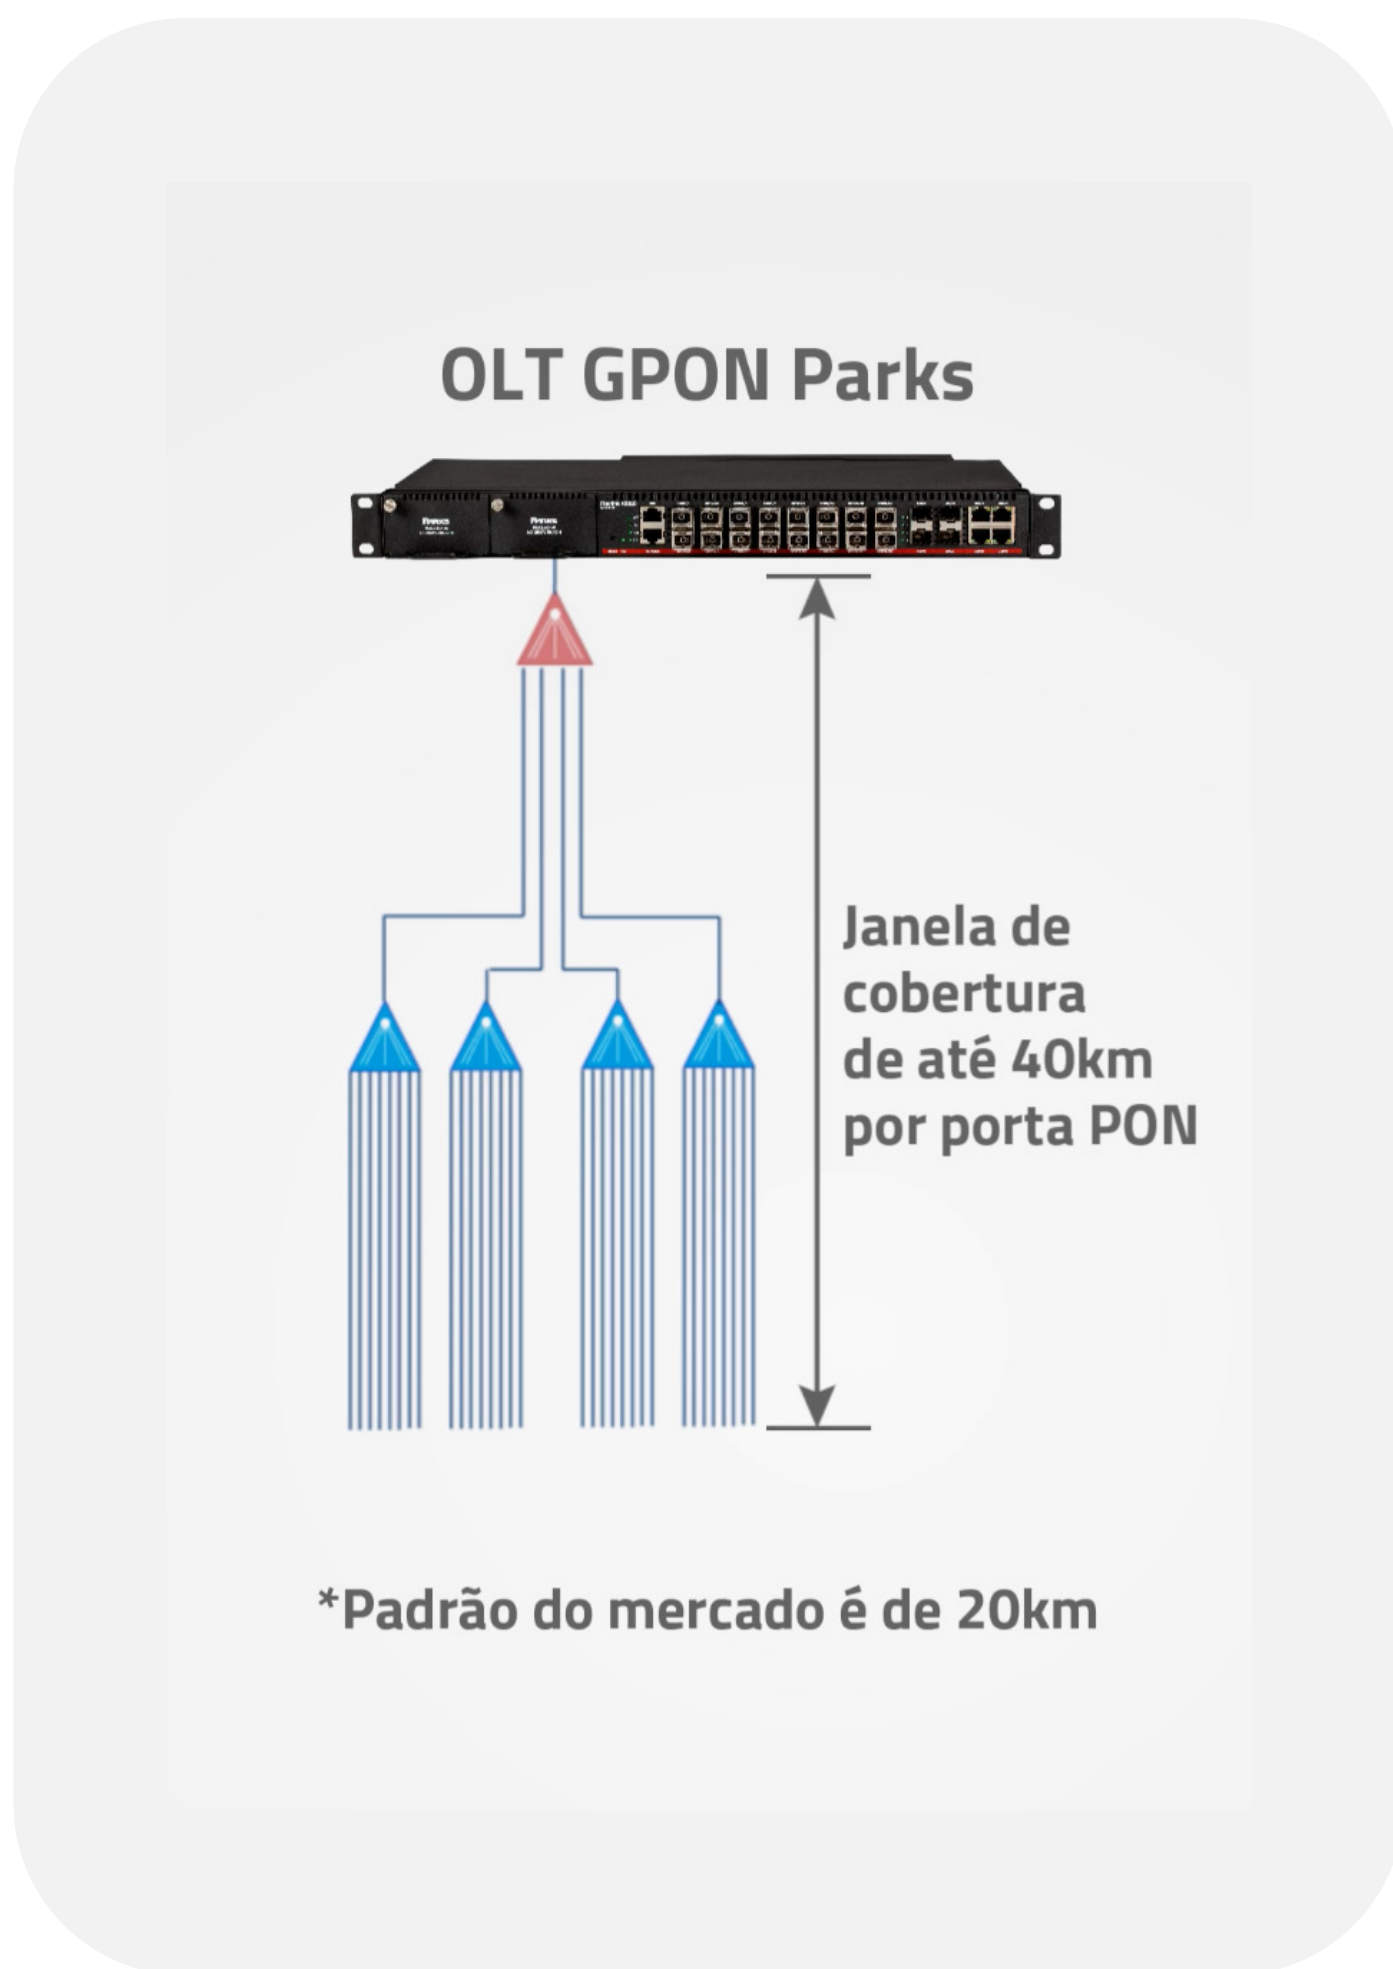 OLT GPON Parks
Janela de
cobertura
de até 40km
por porta PON
*Padrão do mercado é de 20km